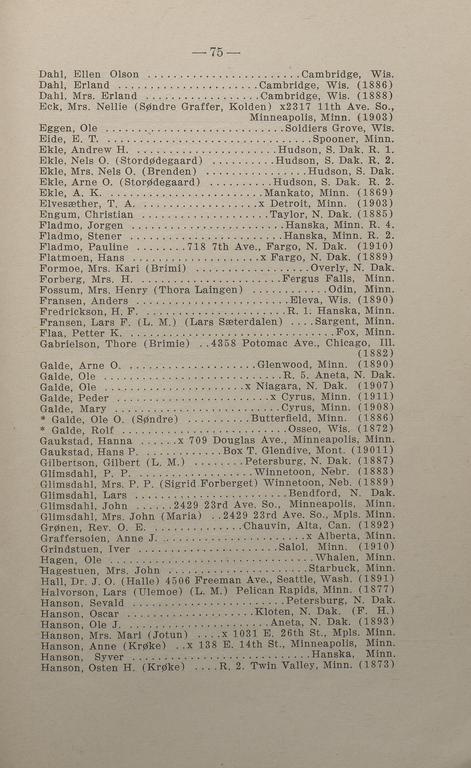 — 75 —
Dahl, Ellen Olson ........................Cambridge, Wis.
Dahl, Erland ......................Cambridge, Wis. (1886)
Dahl, Mrs. Erland ..................Cambridge, Wis. (1888)
Eck, Mrs. Nellie (Søndre Graffer, Kolden) x2317 11th Ave. So.,
Minneapolis, Minn. (1903)
Eggen, Ole ............................Soldiers Grove, Wis.
Eide, E. T. ................................Spooner, Minn.
Ekle, Andrew H. ......................Hudson, S. Dak. R. 1.
Ekle, Nels O. (Stordødegaard) ..........Hudson, S. Dak. R. 2.
Ekle, Mrs. Nels O. (Brenden) .................Hudson, S. Dak.
Ekle, Arne O. (Storødegaard) ..........Hudson, S. Dak. R. 2.
Ekle, A. K. ........................Mankato, Minn. (1869)
Elvesæther, T. A. ...................x Detroit, Minn. (1903)
Engum, Christian ....................Taylor, N. Dak. (1885)
Fladmo, Jorgen .........................Hanska, Minn. R. 4.
Fladmo, Stener .........................Hanska, Minn. R. 2.
Fladmo, Pauline ........718 7th Ave., Fargo, N. Dak. (1910)
Flatmoen, Hans .....................x Fargo, N. Dak. (1889)
Formoe, Mrs. Kari (Brimi) ..................Overly, N. Dak.
Forberg, Mrs. H. .......................Fergus Falls, Minn.
Fossum, Mrs. Henry (Thora Laingen) ............Odin, Minn.
Fransen, Anders ........................Eleva, Wis. (1890)
Fredrickson, H. F. .......................R. 1. Hanska, Minn.
Fransen, Lars F. (L. M.) (Lars Sæterdalen) ....Sargent, Minn.
Flaa, Petter K. ..................................Fox, Minn.
Gabrielson, Thore (Brimie) ..4358 Potomac Ave., Chicago, Ill.
(1882)
Galde, Arne O. .....................Glenwood, Minn. (1890)
Galde, Ole ............................R. 5. Aneta, N. Dak.
Galde, Ole ......................x Niagara, N. Dak. (1907)
Galde, Peder .........................x Cyrus, Minn. (1911)
Galde, Mary ...........................Cyrus, Minn. (1908)
* Galde, Ole O. (Søndre) ..........Butterfield, Minn. (1886)
* Galde, Rolf ..........................Osseo, Wis. (1872)
Gaukstad, Hanna ......x 709 Douglas Ave., Minneapolis, Minn.
Gaukstad, Hans P. .............Box T. Glendive, Mont. (19011)
Gilbertson, Gilbert (L. M.) ........Petersburg, N. Dak. (1887)
Glimsdahl, P. P. ...................Winnetoon, Nebr. (1883)
Glimsdahl, Mrs. P. P. (Sigrid Forberget) Winnetoon, Neb. (1889)
Glimsdahl, Lars .........................Bendford, N. Dak.
Glimsdahl, John ......2429 23rd Ave. So., Minneapolis, Minn.
Glimsdahl, Mrs. John (Maria) ..2429 23rd Ave. So., Mpls. Minn.
Grønen, Rev. O. E. ...............Chauvin, Alta, Can. (1892)
Graffersoien, Anne J. .......................x Alberta, Minn.
Grindstuen, Iver ......................Salol, Minn. (1910)
Hagen, Ole ................................Whalen, Minn.
Hagestuen, Mrs. John .......................Starbuck, Minn.
Hall, Dr. J. O. (Halle) 4506 Freeman Ave., Seattle, Wash. (1891)
Halvorson, Lars (Ulemoe) (L. M.) Pelican Rapids, Minn. (1877)
Hanson, Sevald ........................Petersburg, N. Dak.
Hanson, Oscar .....................Kloten, N. Dak. (F. H.)
Hanson, Ole J. .......................Aneta, N. Dak. (1893)
Hanson, Mrs. Mari (Jotun) ....x 1031 E. 26th St., Mpls. Minn.
Hanson, Anne (Krøke) ..x 138 E. 14th St., Minneapolis, Minn.
Hanson, Syver ............................Hanska, Minn.
Hanson, Osten H. (Krøke) ....R. 2. Twin Valley, Minn. (1873)